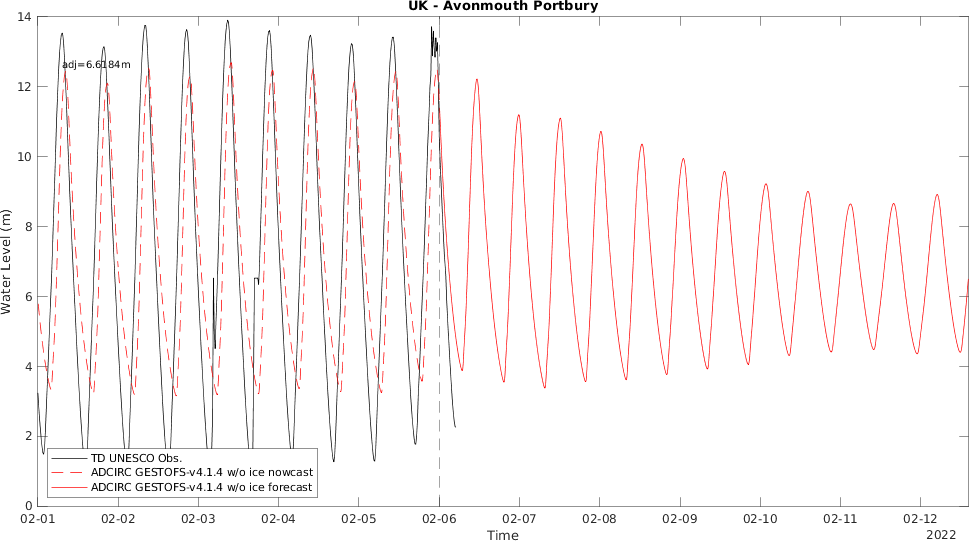 UK - Avonmouth Portbury
14
12
10
8
6
4
2
0
Water Level (m)
adj=6.6184m
TD UNESCO Obs.
ADCIRC GESTOFS-v4.1.4 w/o ice nowcast
ADCIRC GESTOFS-v4.1.4 w/o ice forecast
02-01 02-02 02-03 02-04 02-05 02-06 02-07 02-08 02-09 02-10 02-11 02-12
Time
2022